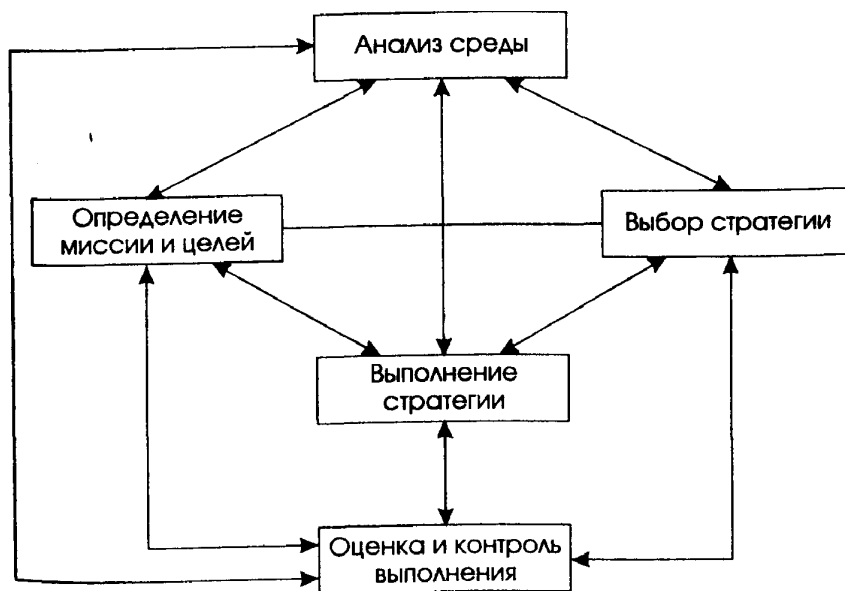 Анализ среды
Определение
миссии и целей
Выбор стратегии
Выполнение
стратегии
Оценка и контроль
выполнения